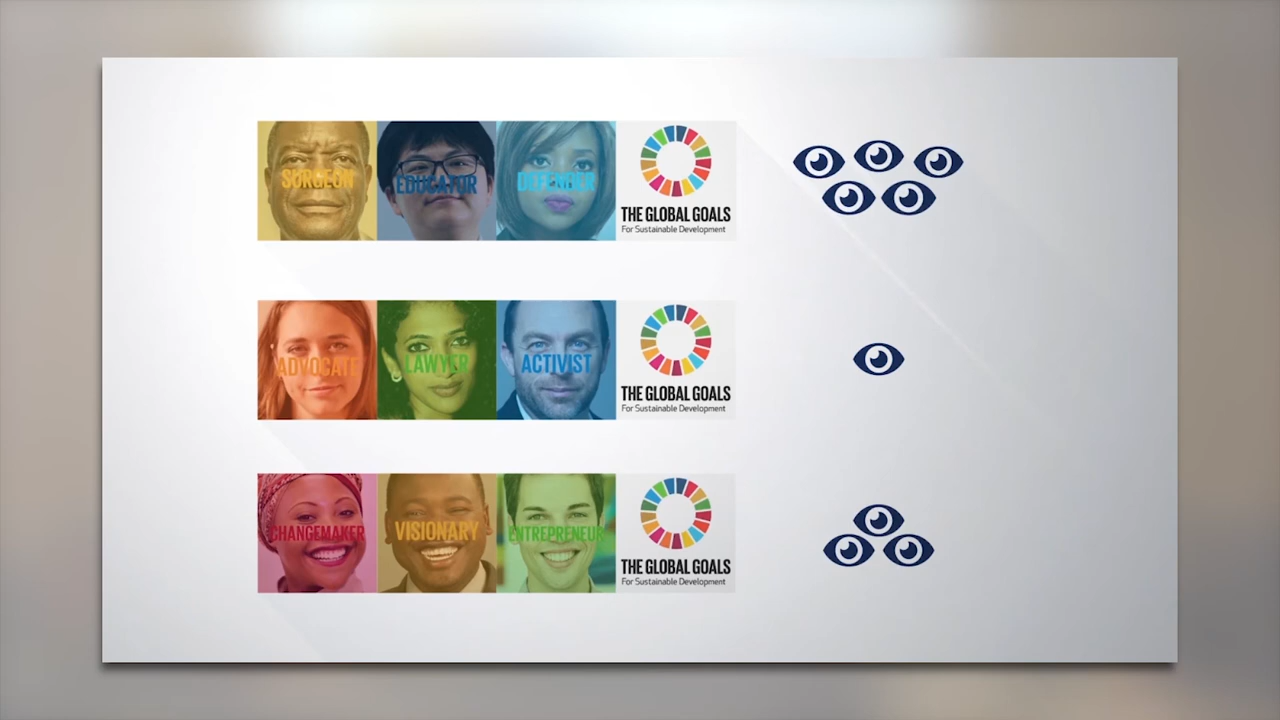 SURGEON
EDUCATOR
DEFENDER
THE GLOBAL GOALS
For Sustainable Development
ADVOCATE
LAWYER
ACTIVIST
THE GLOBAL GOALS
For Sustainable Development
CHANGEMAKER
VISIONARY
ENTREPRENEUR
THE GLOBAL GOALS
For Sustainable Development